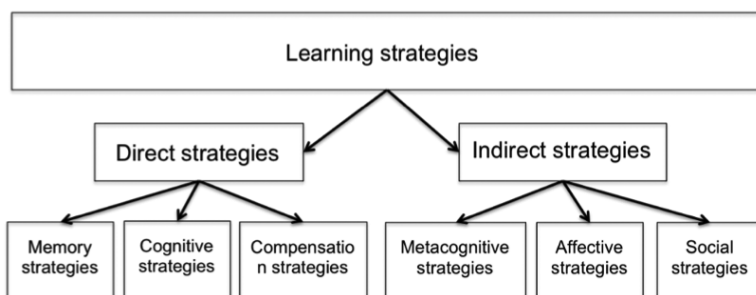 Learning strategies
Direct strategies
Indirect strategies
Memory
strategies
Cognitive
strategies
Compensatio
n strategies
Metacognitive
strategies
Affective
strategies
Social
strategies